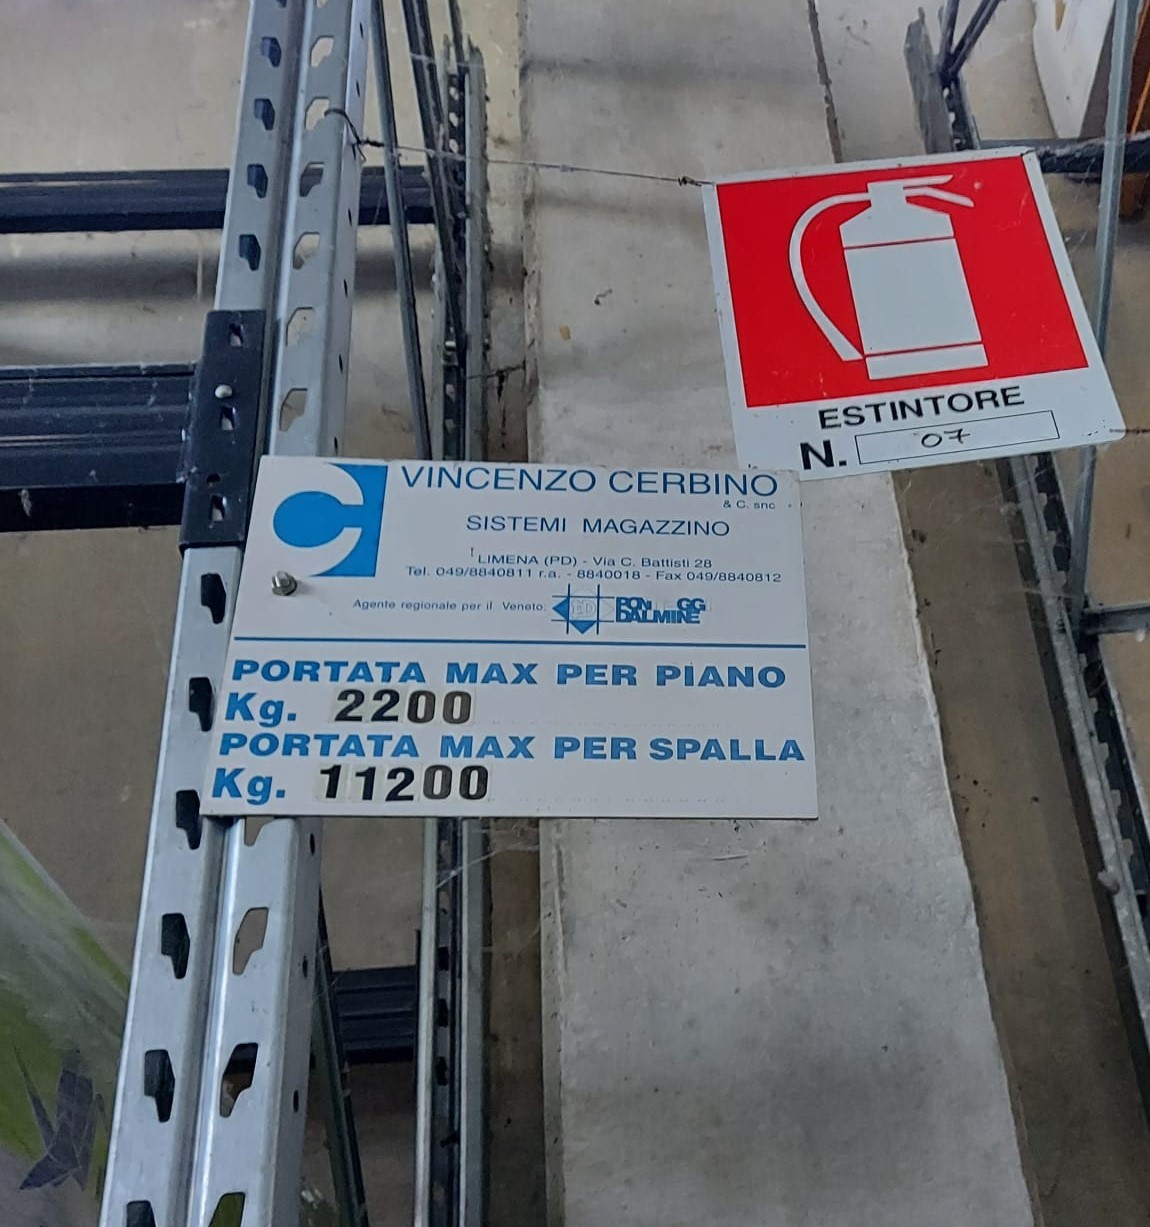 ESTINTORE
N. 07
VINCENZO CERBINO
& C. snc
SISTEMI MAGAZZINO
LIMENA (PD) - Via C. Battisti 28
Tel. 049/8840811 r.a. - 8840018 - Fax 049/8840812
Agente regionale per il Veneto:
DALMINE
PORTATA MAX PER PIANO
Kg. 2200
PORTATA MAX PER SPALLA
Kg. 11200